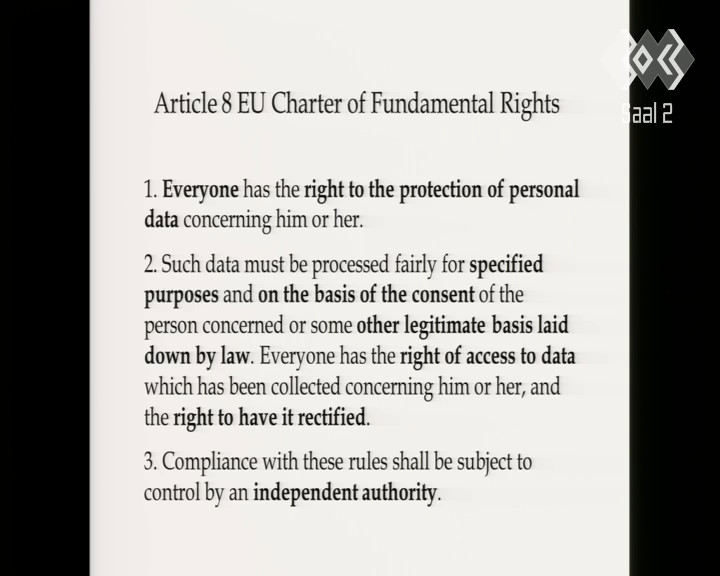 Article 8 EU Charter of Fundamental Rights
1. Everyone has the right to the protection of personal
data concerning him or her.
2. Such data must be processed fairly for specified
purposes and on the basis of the consent of the
person concerned or some other legitimate basis laid
down by law. Everyone has the right of access to data
which has been collected concerning him or her, and
the right to have it rectified.
3. Compliance with these rules shall be subject to
control by an independent authority.
Saal 2